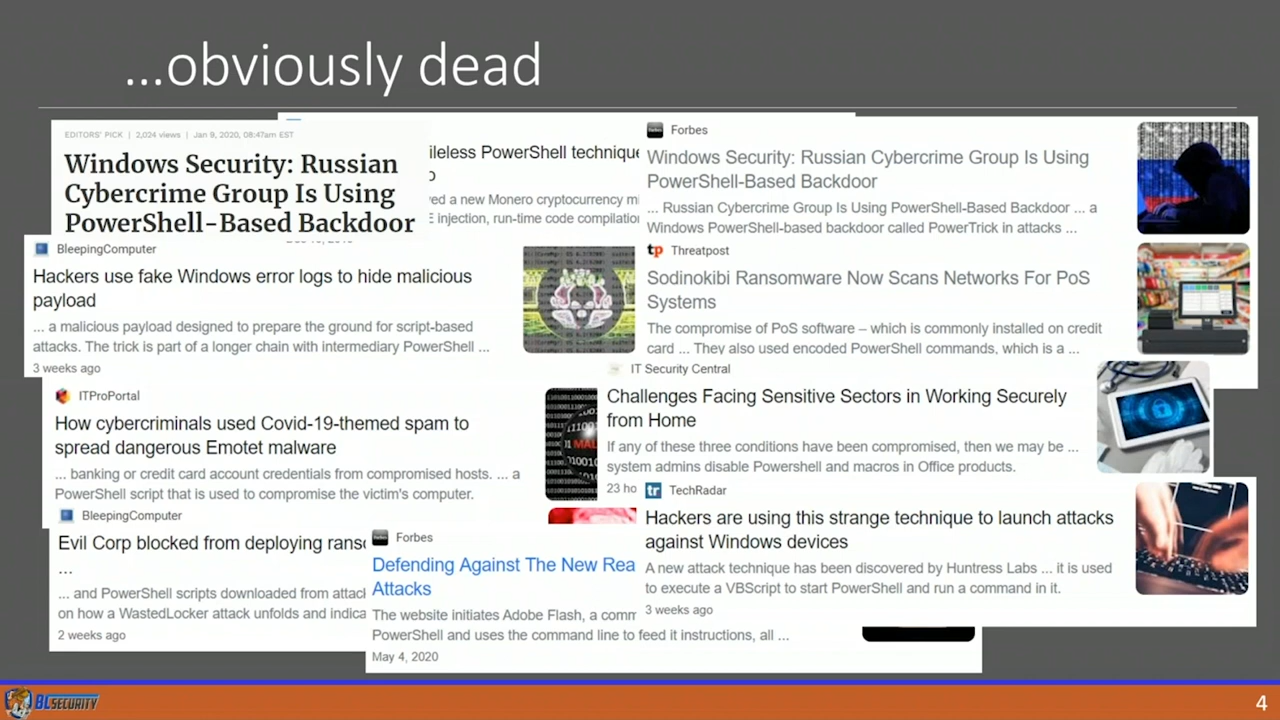 ...obviously dead
EDITORS' PICK | 2,024 views | Jan 9, 2020, 08:47am EST
Windows Security: Russian
Cybercrime Group Is Using
PowerShell-Based Backdoor
ileless PowerShell technique
ed a new Monero cryptocurrency mi
E injection, run-time code compilation
Forbes
Windows Security: Russian Cybercrime Group Is Using
PowerShell-Based Backdoor
... Russian Cybercrime Group Is Using PowerShell-Based Backdoor ... a
Windows PowerShell-based backdoor called PowerTrick in attacks ...
BleepingComputer
Hackers use fake Windows error logs to hide malicious
payload
... a malicious payload designed to prepare the ground for script-based
attacks. The trick is part of a longer chain with intermediary PowerShell ...
3 weeks ago
tp Threatpost
Sodinokibi Ransomware Now Scans Networks For PoS
Systems
The compromise of PoS software – which is commonly installed on credit
card ... They also used encoded PowerShell commands, which is a ...
ITProPortal
How cybercriminals used Covid-19-themed spam to
spread dangerous Emotet malware
... banking or credit card account credentials from compromised hosts. ... a
PowerShell script that is used to compromise the victim's computer.
IT Security Central
Challenges Facing Sensitive Sectors in Working Securely
from Home
If any of these three conditions have been compromised, then we may be ...
system admins disable Powershell and macros in Office products.
23 ho
BleepingComputer
Evil Corp blocked from deploying ranso
...
... and PowerShell scripts downloaded from attack
on how a WastedLocker attack unfolds and indica
2 weeks ago
Forbes
Defending Against The New Rea
Attacks
The website initiates Adobe Flash, a comm
PowerShell and uses the command line to feed it instructions, all ...
May 4, 2020
tr TechRadar
Hackers are using this strange technique to launch attacks
against Windows devices
A new attack technique has been discovered by Huntress Labs ... it is used
to execute a VBScript to start PowerShell and run a command in it.
3 weeks ago
BLSECURITY
4